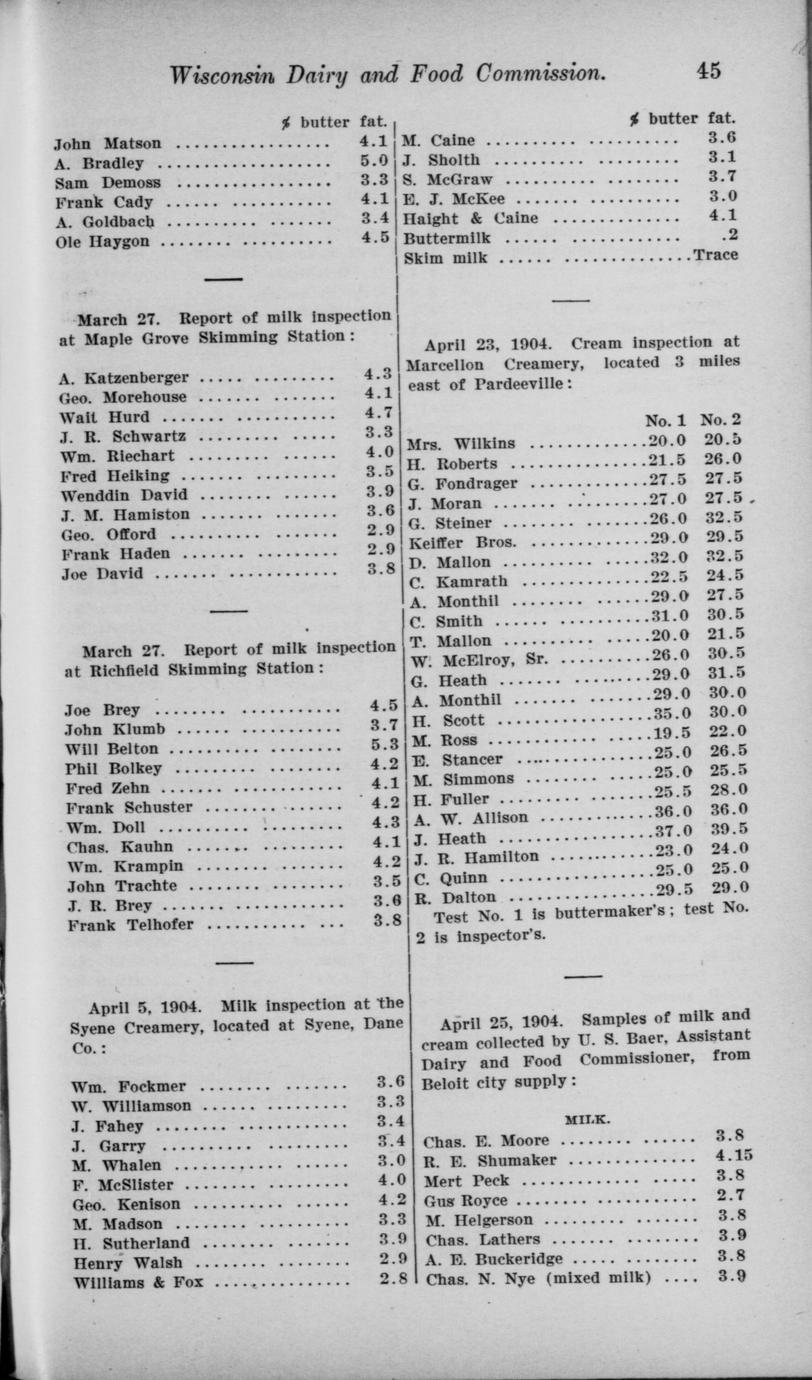 Wisconsin Dairy and Food Commission. 45
% butter fat.
John Matson ................. 4.1
A. Bradley ................... 5.0
Sam Demoss ................. 3.3
Frank Cady ...... ........... 4.1
A. Goldbach .......... ....... 3.4
Ole Haygon ........ .......... 4.5
March 27. Report of milk inspection
at Maple Grove Skimming Station:
A. Katzenberger ..... ......... 4.3
Geo. Morehouse ........ ....... 4.1
Wait Hurd ....... ........... 4.7
J. R. Schwartz ......... ..... 3.3
Wm. Riechart .......... ...... 4.0
Fred Heiking ....... ......... 3.5
Wenddin David ........ ...... 3.9
J. M. Hamiston ....... ....... 3.6
Geo. Offord .......... ....... 2.9
Frank Haden ....... ......... 2.9
Joe David ....... ............ 3.8
March 27. Report of milk inspection
at Richfield Skimming Station:
Joe Brey ........ ........... 4.5
John Klumb ...... ........... 3.7
Will Belton ......... ......... 5.3
Phil Bolkey ......... ........ 4.2
Fred Zehn ....... ........... 4.1
Frank Schuster ........ ...... 4.2
Wm. Doll .......... ......... 4.3
Chas. Kauhn ....... ......... 4.1
Wm. Krampin ....... ........ 4.2
John Trachte ........ ........ 3.5
J. R. Brey ........ ........... 3.6
Frank Telhofer ........... ... 3.8
April 5, 1904. Milk inspection at the
Syene Creamery, located at Syene, Dane
Co.:
Wm. Fockmer ........ ....... 3.6
W. Williamson ...... ......... 3.3
J. Fahey ........ ............ 3.4
J. Garry .......... ......... 3.4
M. Whalen ........... ...... 3.0
F. McSlister ......... ........ 4.0
Geo. Kenison .......... ...... 4.2
M. Madson ........ .......... 3.3
H. Sutherland ........ ....... 3.9
Henry Walsh ........ ........ 2.9
Williams & Fox ............... 2.8
% butter fat.
M. Caine .......... .......... 3.6
J. Sholth .......... ......... 3.1
S. McGraw .......... ........ 3.7
E. J. McKee ....... ........... 3.0
Haight & Caine .............. 4.1
Buttermilk ...... ............ .2
Skim milk ...... ..............Trace
April 23, 1904. Cream inspection at
Marcellon Creamery, located 3 miles
east of Pardeeville:
No. 1 No. 2
Mrs. Wilkins .............20.0 20.5
H. Roberts ...............21.5 26.0
G. Fondrager .............27.5 27.5
J. Moran ....... .........27.0 27.5
G. Steiner ........ .......26.0 32.5
Keiffer Bros. .............29.0 29.5
D. Mallon .......... .....32.0 32.5
C. Kamrath ..............22.5 24.5
A. Monthil ........ ......29.0 27.5
C. Smith ...... ..........31.0 30.5
T. Mallon .......... .....20.0 21.5
W. McElroy, Sr. ..........26.0 30.5
G. Heath ....... .........29.0 31.5
A. Monthil ....... .......29.0 30.0
H. Scott .................35.0 30.0
M. Ross ........... ......19.5 22.0
E. Stancer ...............25.0 26.5
M. Simmons ........ ......25.0 25.5
H. Fuller ......... .......25.5 28.0
A. W. Allison .............36.0 36.0
J. Heath .................37.0 39.5
J. R. Hamilton ............23.0 24.0
C. Quinn .................25.0 25.0
R. Dalton ................29.5 29.0
Test No. 1 is buttermaker's; test No.
2 is inspector's.
April 25, 1904. Samples of milk and
cream collected by U. S. Baer, Assistant
Dairy and Food Commissioner, from
Beloit city supply:
MILK.
Chas. E. Moore ........ ...... 3.8
R. E. Shumaker .............. 4.15
Mert Peck ............. ..... 3.8
Gus Royce ........ .......... 2.7
M. Helgerson ......... ....... 3.8
Chas. Lathers ........ ........ 3.9
A. E. Buckeridge ..... ........ 3.8
Chas. N. Nye (mixed milk) .... 3.9